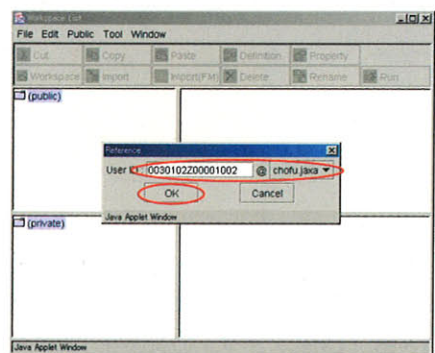 Workspace List
File Edit Public Tool Window
Cut Copy Paste Definition Property
Workspace Import Import(FM) Delete Rename Run
(public)
Reference
User ID: 0030102Z00001002 @ chofu.jaxa
OK Cancel
Java Applet Window
(private)
Java Applet Window